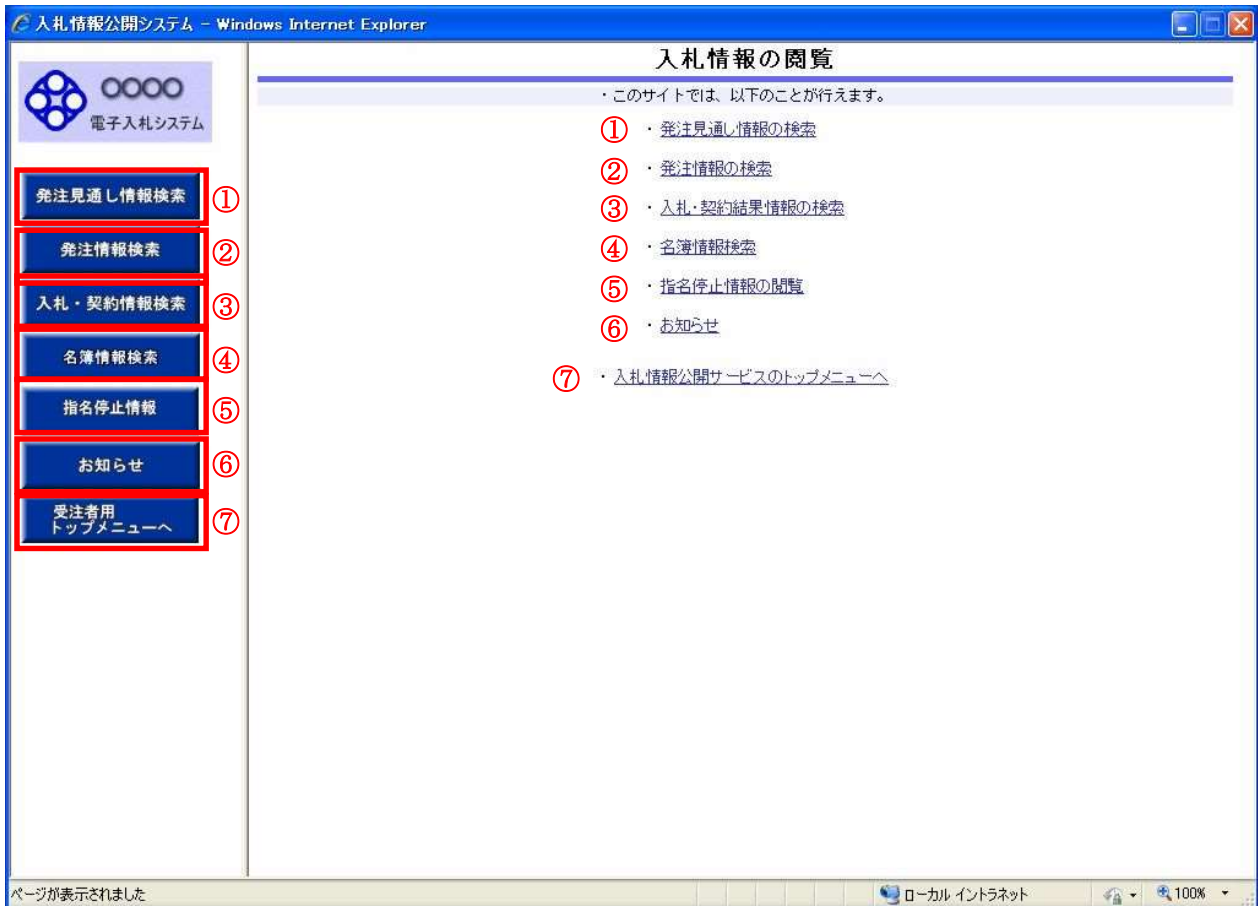 入札情報公開システム - Windows Internet Explorer
〇〇〇〇
電子入札システム
発注見通し情報検索 ①
発注情報検索 ②
入札・契約情報検索 ③
名簿情報検索 ④
指名停止情報 ⑤
お知らせ ⑥
受注者用
トップメニューへ ⑦
入札情報の閲覧
・このサイトでは、以下のことが行えます。
① ・発注見通し情報の検索
② ・発注情報の検索
③ ・入札・契約結果情報の検索
④ ・名簿情報検索
⑤ ・指名停止情報の閲覧
⑥ ・お知らせ
⑦ ・入札情報公開サービスのトップメニューへ
ページが表示されました
ローカル イントラネット
100%